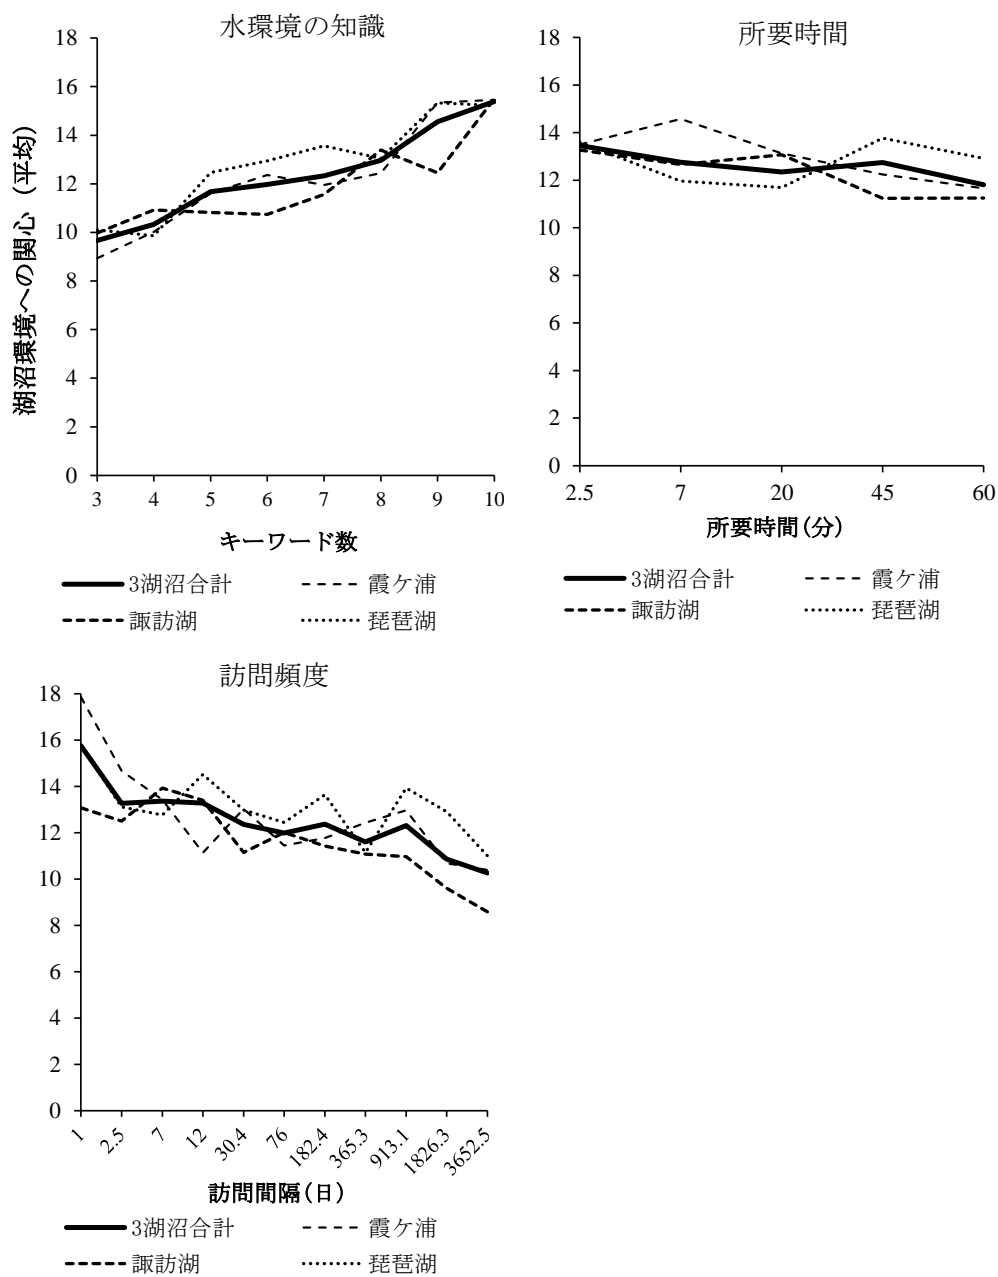 水環境の知識
湖沼環境への関心 (平均)
18
16
14
12
10
8
6
4
2
0
3 4 5 6 7 8 9 10
キーワード数
3湖沼合計 霞ケ浦
諏訪湖 琵琶湖
所要時間
18
16
14
12
10
8
6
4
2
0
2.5 7 20 45 60
所要時間(分)
3湖沼合計 霞ケ浦
諏訪湖 琵琶湖
訪問頻度
18
16
14
12
10
8
6
4
2
0
1 2.5 7 12 30.4 76 182.4 365.3 913.1 1826.3 3652.5
訪問間隔(日)
3湖沼合計 霞ケ浦
諏訪湖 琵琶湖